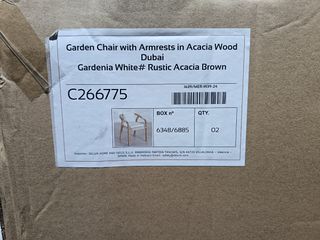 Garden Chair with Armrests in Acacia Wood
Dubai
Gardenia White# Rustic Acacia Brown
C266775
BOX nº
QTY.
6348/6885
02